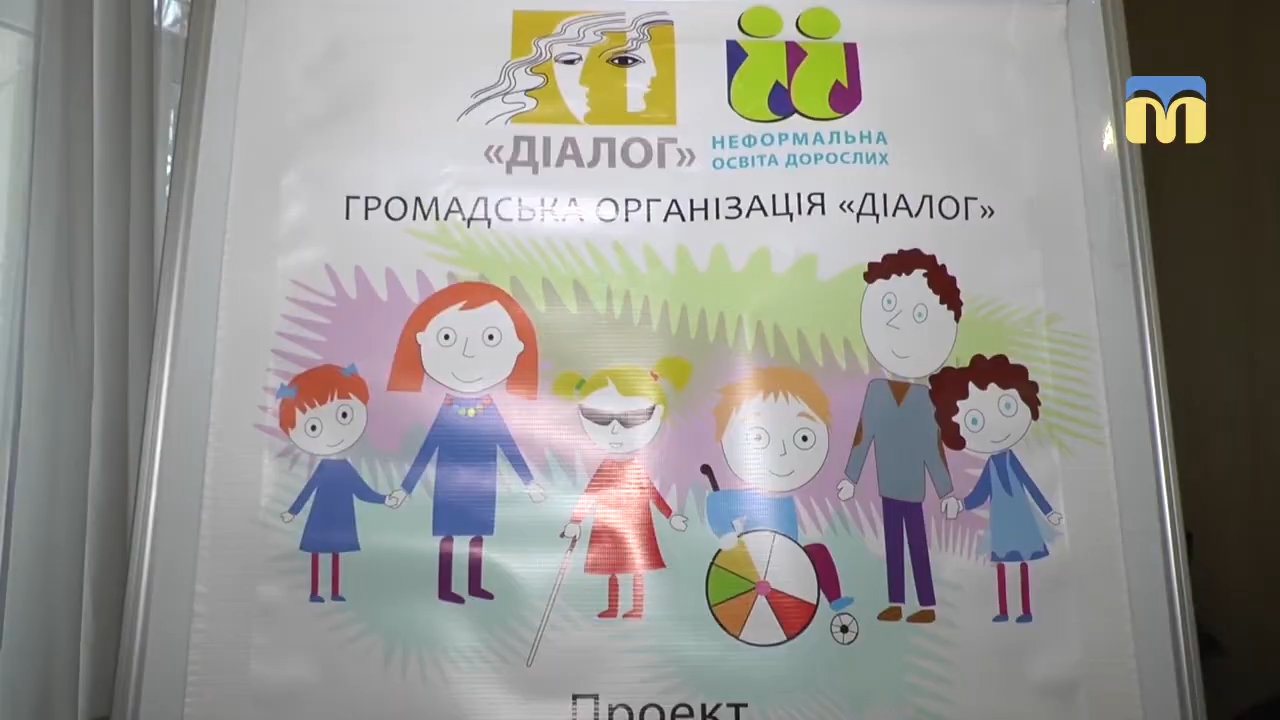 «ДІАЛОГ»
НЕФОРМАЛЬНА
ОСВІТА ДОРОСЛИХ
ГРОМАДСЬКА ОРГАНІЗАЦІЯ «ДІАЛОГ»
Проект